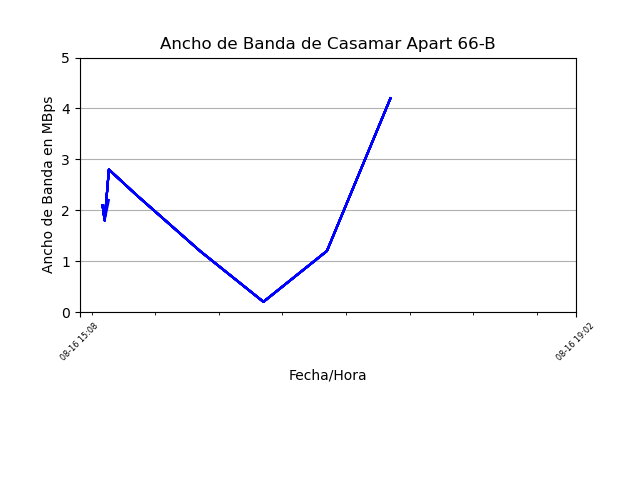 Ancho de Banda de Casamar Apart 66-B
Ancho de Banda en MBps
5
4
3
2
1
0
08-16 15:08
08-16 19:02
Fecha/Hora